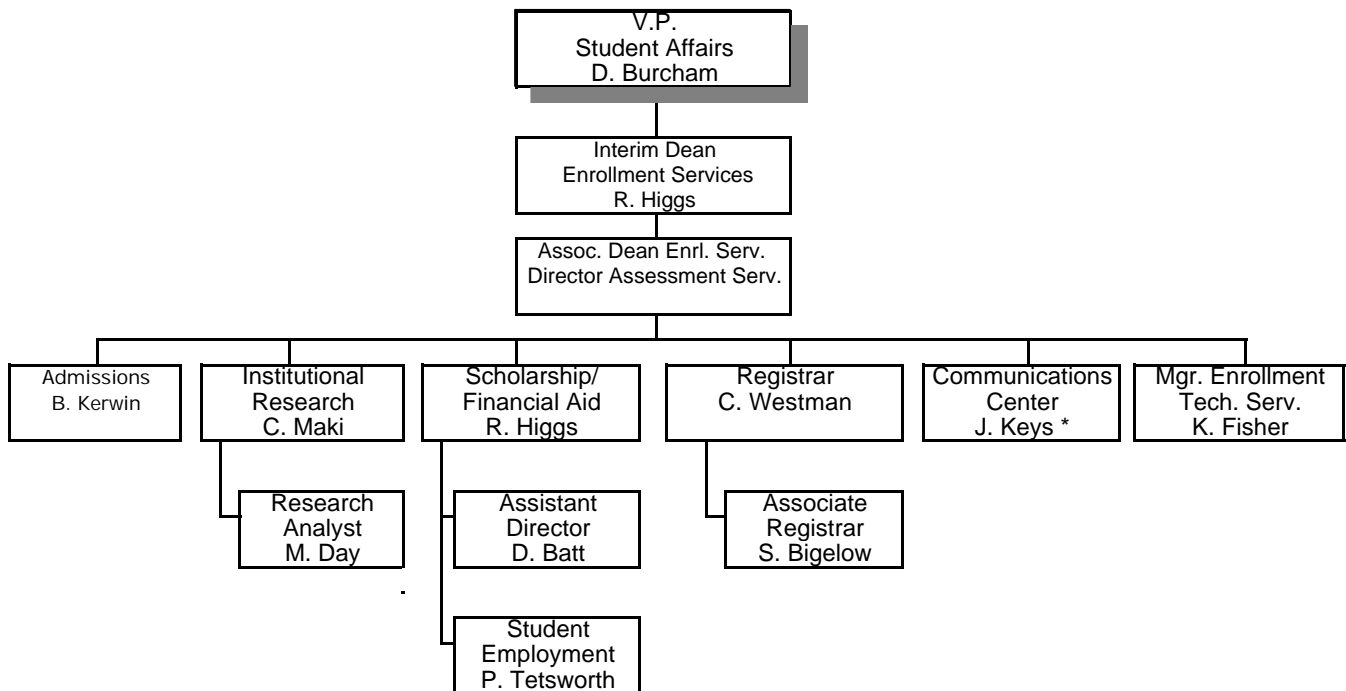 V.P.
Student Affairs
D. Burcham
Interim Dean
Enrollment Services
R. Higgs
Assoc. Dean Enrl. Serv.
Director Assessment Serv.
Admissions
B. Kerwin
Institutional
Research
C. Maki
Scholarship/
Financial Aid
R. Higgs
Registrar
C. Westman
Communications
Center
J. Keys *
Mgr. Enrollment
Tech. Serv.
K. Fisher
Research
Analyst
M. Day
Assistant
Director
D. Batt
Associate
Registrar
S. Bigelow
Student
Employment
P. Tetsworth